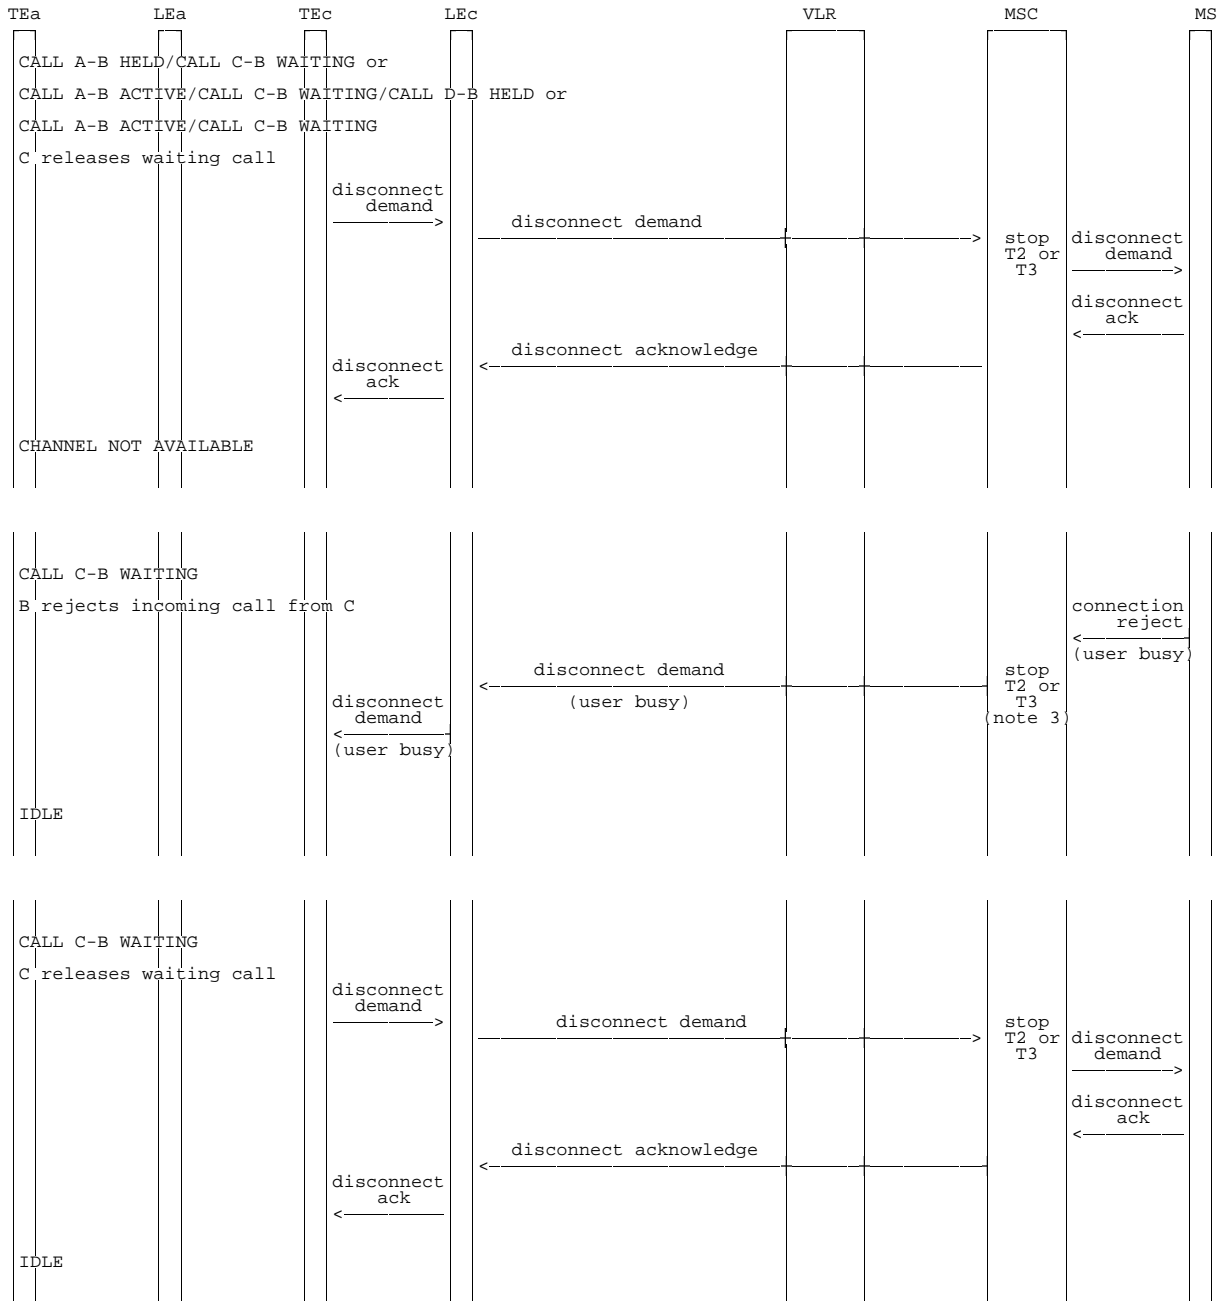 TEa LEa TEc LEc VLR MSC MS
CALL A-B HELD/CALL C-B WAITING or
CALL A-B ACTIVE/CALL C-B WAITING/CALL D-B HELD or
CALL A-B ACTIVE/CALL C-B WAITING
C releases waiting call
disconnect
demand
disconnect demand
stop
T2 or
T3
disconnect
demand
disconnect
ack
disconnect acknowledge
disconnect
ack
CHANNEL NOT AVAILABLE
CALL C-B WAITING
B rejects incoming call from C
connection
reject
(user busy)
stop
T2 or
T3
(note 3)
disconnect demand
(user busy)
disconnect
demand
(user busy)
IDLE
CALL C-B WAITING
C releases waiting call
disconnect
demand
disconnect demand
stop
T2 or
T3
disconnect
demand
disconnect
ack
disconnect acknowledge
disconnect
ack
IDLE